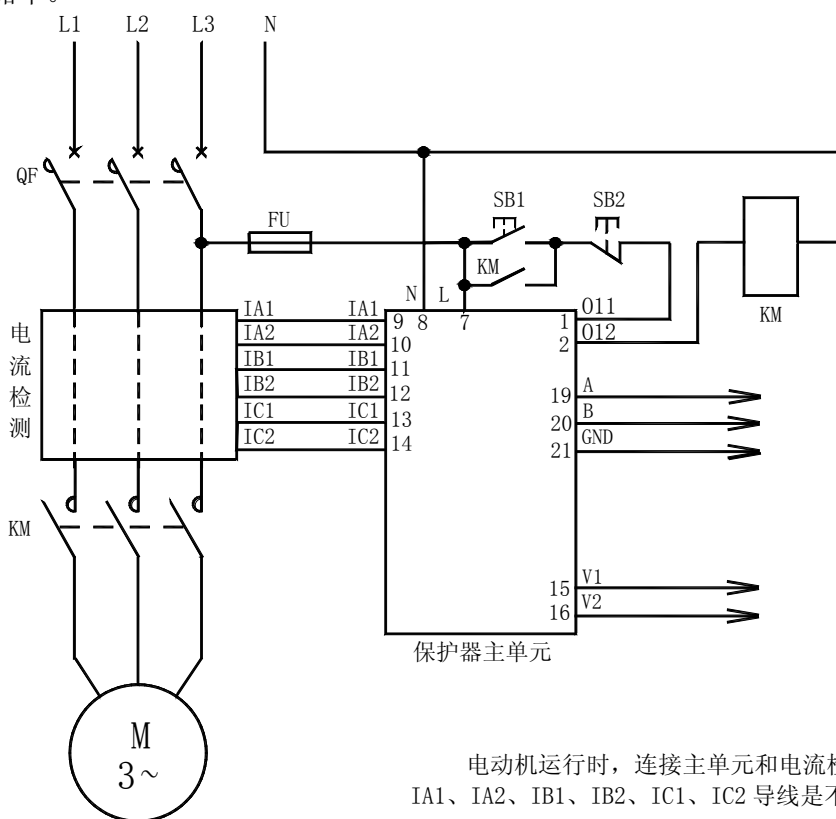 L1 L2 L3 N
QF
FU
SB1 SB2
KM
N L
KM
IA1 IA1 9 8 7 1 O11
IA2 IA2 10 2 O12
IB1 IB1 11
IB2 IB2 12 19 A
IC1 IC1 13 20 B
IC2 IC2 14 21 GND
电流检测
KM
15 V1
16 V2
保护器主单元
M
3~
电动机运行时，连接主单元和电流
IA1、IA2、IB1、IB2、IC1、IC2 导线是